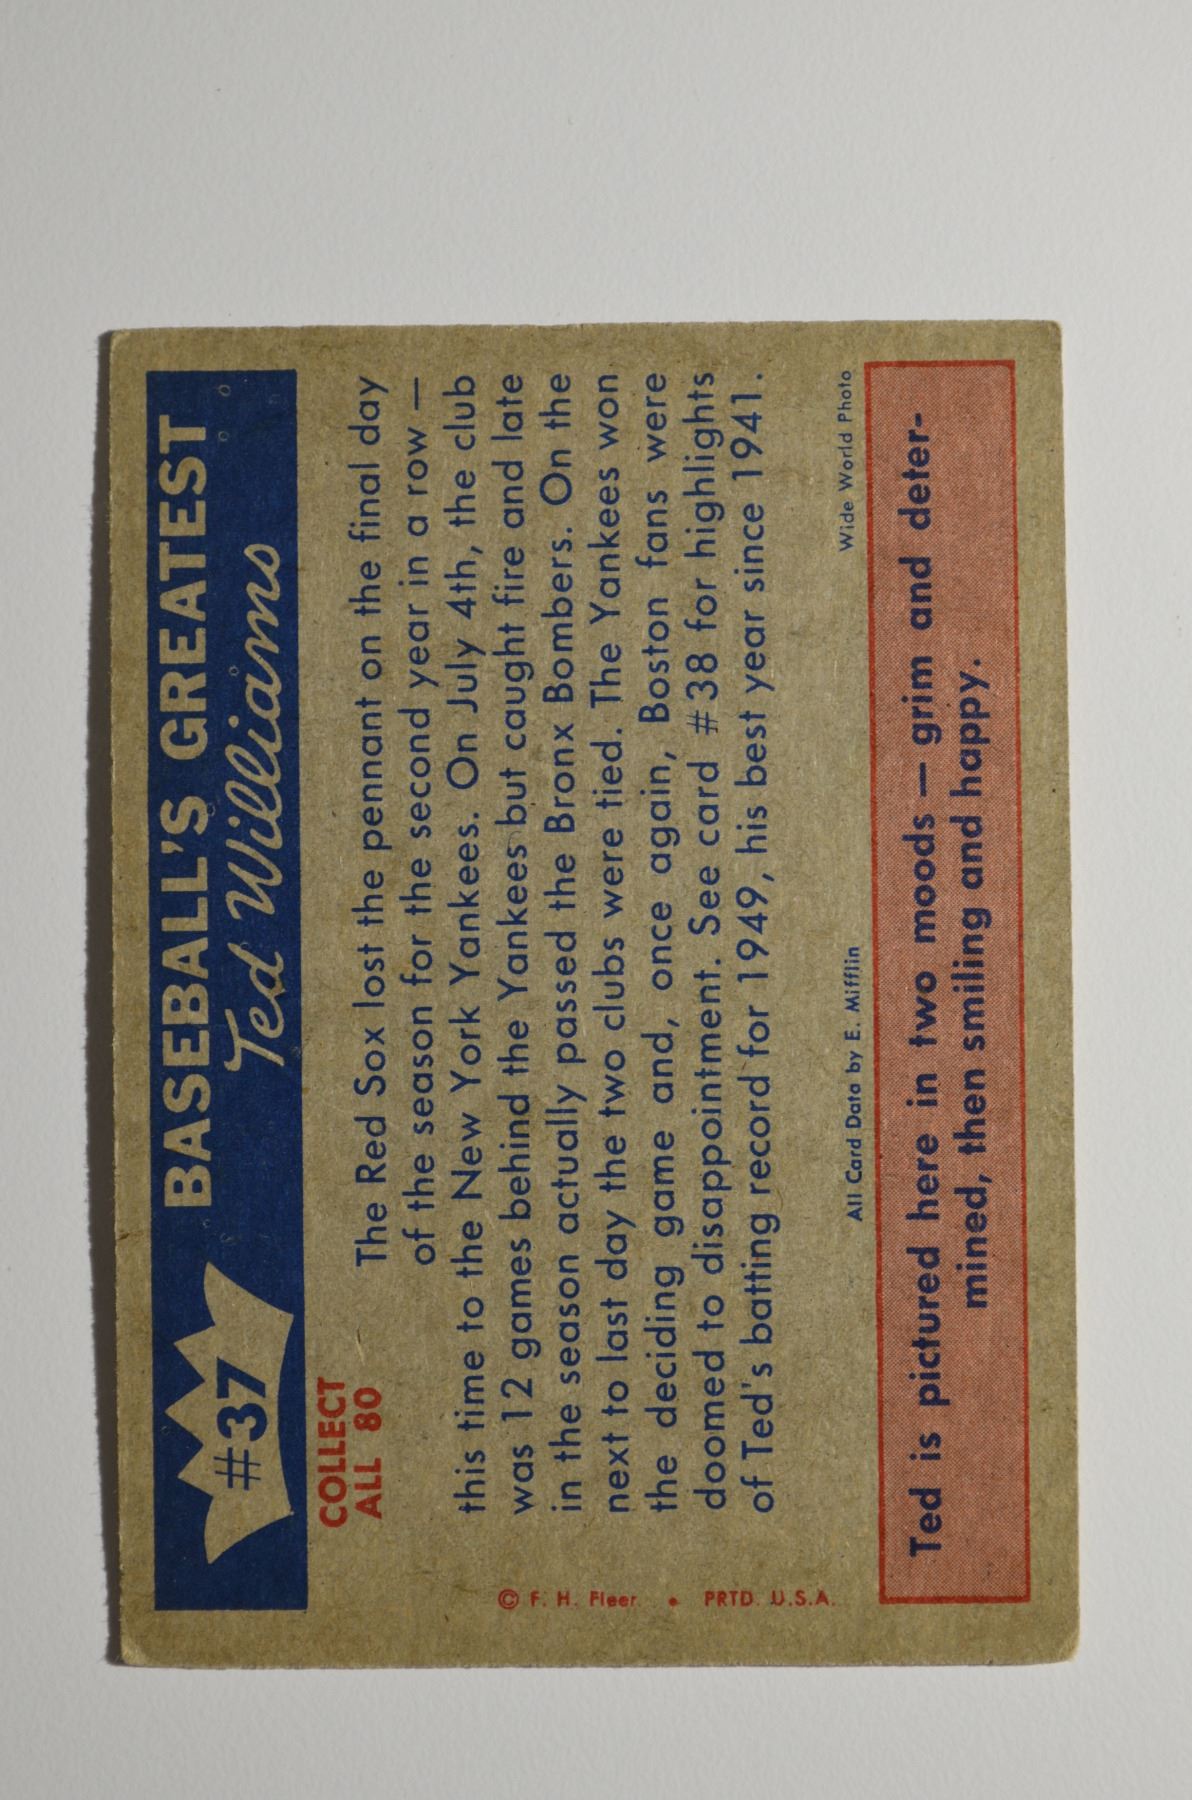 #37
BASEBALL'S GREATEST
Ted Williams
COLLECT
ALL 80
The Red Sox lost the pennant on the final day
of the season for the second year in a row —
this time to the New York Yankees. On July 4th, the club
was 12 games behind the Yankees but caught fire and late
in the season actually passed the Bronx Bombers. On the
next to last day the two clubs were tied. The Yankees won
the deciding game and, once again, Boston fans were
doomed to disappointment. See card #38 for highlights
of Ted's batting record for 1949, his best year since 1941.
© F. H. Fleer • PRTD. U.S.A.
All Card Data by E. Mifflin
Wide World Photo
Ted is pictured here in two moods — grim and deter-
mined, then smiling and happy.